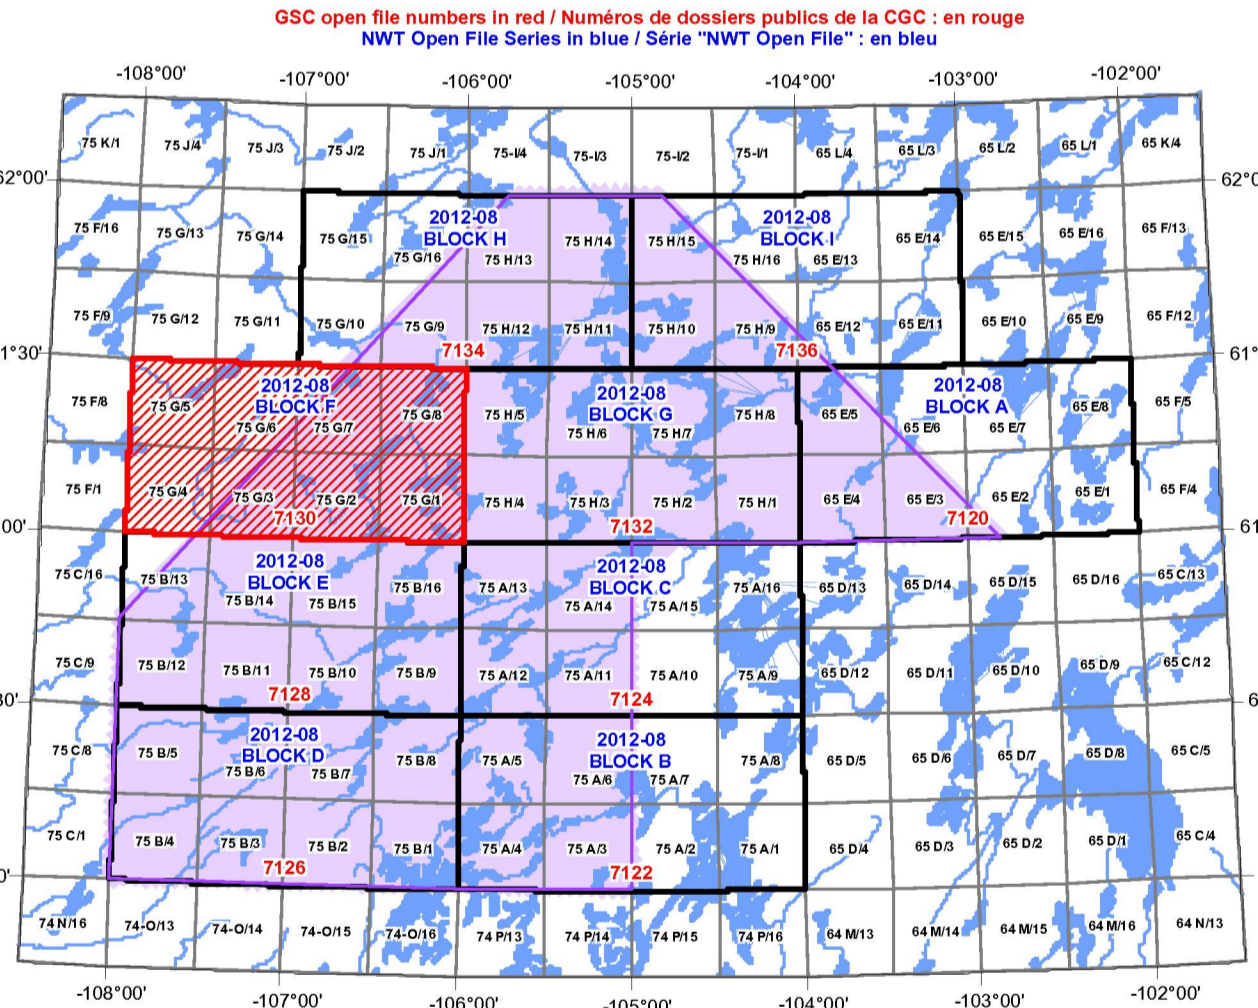 GSC open file numbers in red / Numéros de dossiers publics de la CGC : en rouge
NWT Open File Series in blue / Série "NWT Open File" : en bleu
-108°00' -107°00' -106°00' -105°00' -104°00' -103°00' -102°00'
75 K/1 75 J/4 75 J/3 75 J/2 75 J/1 75-I/4 75-I/3 75-I/2 75-I/1 65 L/4 65 L/3 65 L/2 65 L/1 65 K/4
62°00' 62°0
2012-08 2012-08
BLOCK H BLOCK I
75 F/16 75 G/13 75 G/14 75 G/15 75 G/16 75 H/13 75 H/14 75 H/15 75 H/16 65 E/13 65 E/14 65 E/15 65 E/16 65 F/13
75 F/9 75 G/12 75 G/11 75 G/10 75 G/9 75 H/12 75 H/11 75 H/10 75 H/9 65 E/12 65 E/11 65 E/10 65 E/9 65 F/12
7134 7136
1°30' 61°
2012-08 2012-08 2012-08
BLOCK F BLOCK G BLOCK A
75 F/8 75 G/5 75 G/6 75 G/7 75 G/8 75 H/5 75 H/6 75 H/7 75 H/8 65 E/5 65 E/6 65 E/7 65 E/8 65 F/5
75 F/1 75 G/4 75 G/3 75 G/2 75 G/1 75 H/4 75 H/3 75 H/2 75 H/1 65 E/4 65 E/3 65 E/2 65 E/1 65 F/4
7130 7132 7120
00' 61
2012-08 2012-08
BLOCK E BLOCK C
75 C/16 75 B/13 75 B/14 75 B/15 75 B/16 75 A/13 75 A/14 75 A/15 75 A/16 65 D/13 65 D/14 65 D/15 65 D/16 65 C/13
75 C/9 75 B/12 75 B/11 75 B/10 75 B/9 75 A/12 75 A/11 75 A/10 75 A/9 65 D/12 65 D/11 65 D/10 65 D/9 65 C/12
7128 7124
30' 6
2012-08 2012-08
BLOCK D BLOCK B
75 C/8 75 B/5 75 B/6 75 B/7 75 B/8 75 A/5 75 A/6 75 A/7 75 A/8 65 D/5 65 D/6 65 D/7 65 D/8 65 C/5
75 C/1 75 B/4 75 B/3 75 B/2 75 B/1 75 A/4 75 A/3 75 A/2 75 A/1 65 D/4 65 D/3 65 D/2 65 D/1 65 C/4
7126 7122
0'
74 N/16 74-O/13 74-O/14 74-O/15 74-O/16 74 P/13 74 P/14 74 P/15 74 P/16 64 M/13 64 M/14 64 M/15 64 M/16 64 N/13
-108°00' -107°00' -106°00' -105°00' -104°00' -103°00' -102°00'